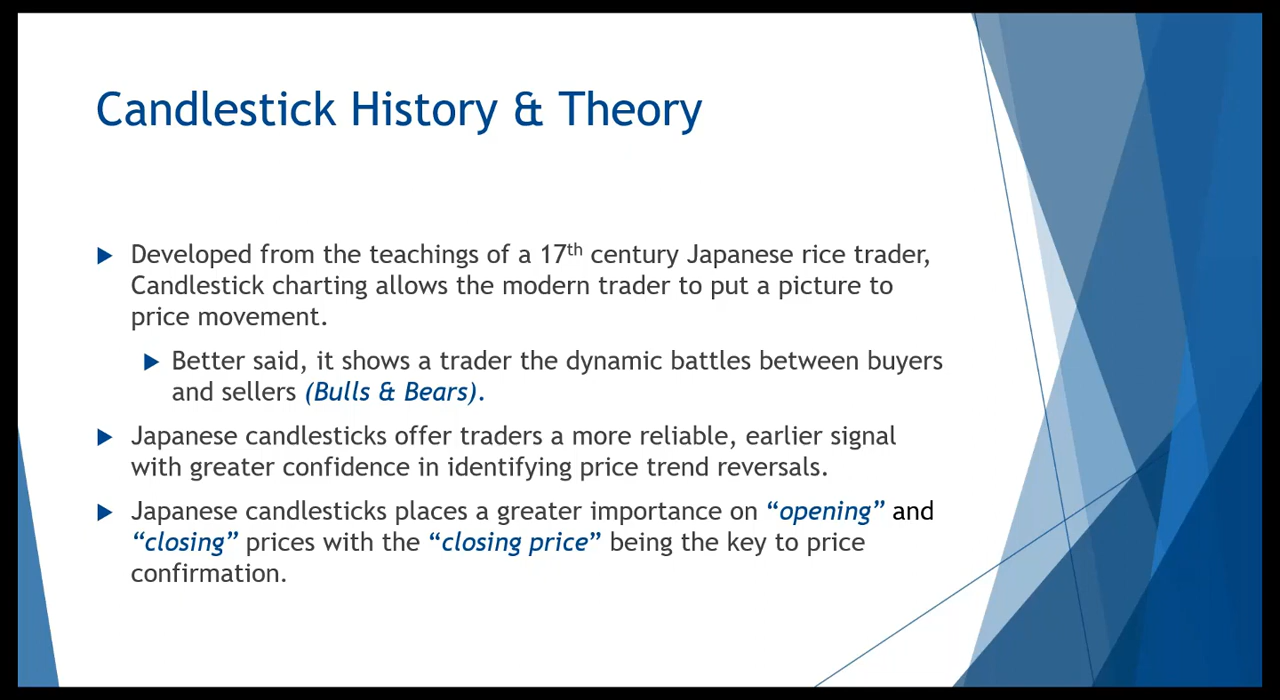 Candlestick History & Theory
Developed from the teachings of a 17th century Japanese rice trader,
Candlestick charting allows the modern trader to put a picture to
price movement.
Better said, it shows a trader the dynamic battles between buyers
and sellers (Bulls & Bears).
Japanese candlesticks offer traders a more reliable, earlier signal
with greater confidence in identifying price trend reversals.
Japanese candlesticks places a greater importance on “opening” and
“closing” prices with the “closing price” being the key to price
confirmation.